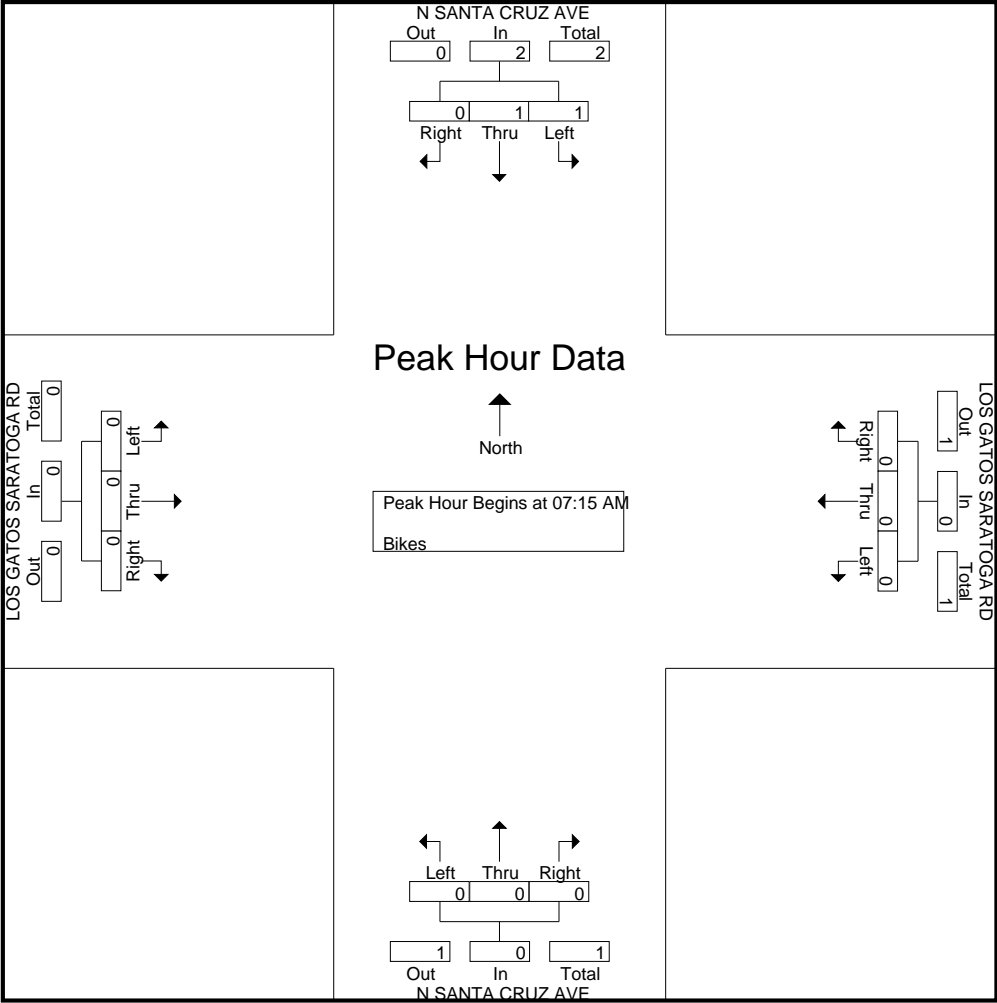 N SANTA CRUZ AVE
Out In Total
0 2 2
0 1 1
Right Thru Left
Peak Hour Data
North
Peak Hour Begins at 07:15 AM
Bikes
LOS GATOS SARATOGA RD
Total In Out
0 0 0
0 0 0
Left Thru Right
LOS GATOS SARATOGA RD
Out In Total
1 0 1
0 0 0
Right Thru Left
Left Thru Right
0 0 0
1 0 1
Out In Total
N SANTA CRUZ AVE